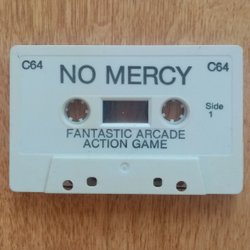 C64 NO MERCY C64
Side
1
FANTASTIC ARCADE
ACTION GAME